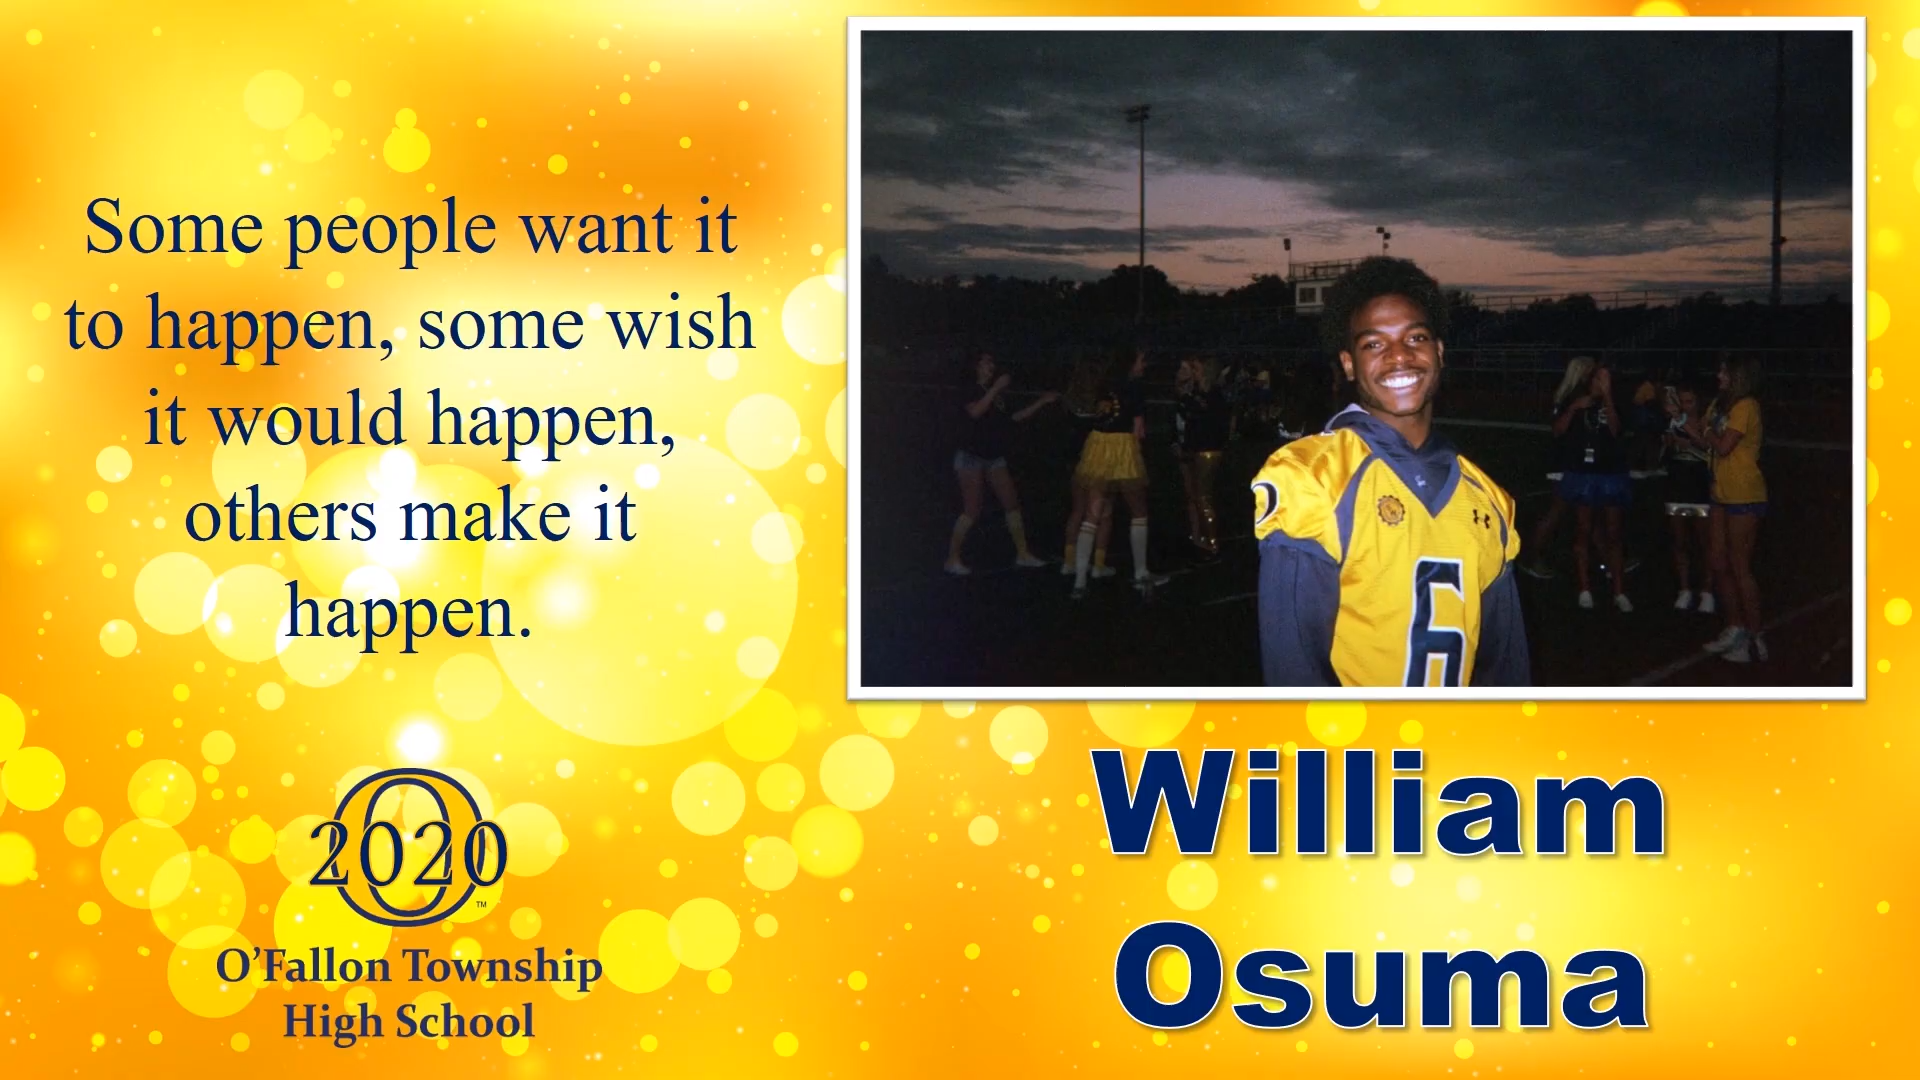 Some people want it
to happen, some wish
it would happen,
others make it
happen.
2020
TM
O'Fallon Township
High School
6
William
Osuma